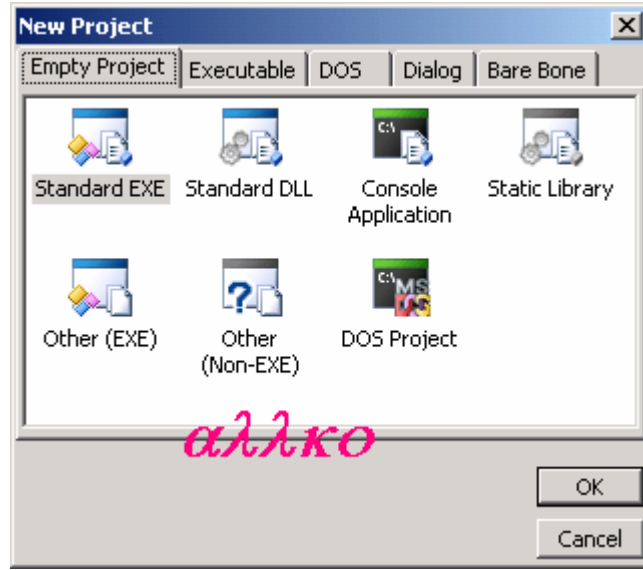 New Project
Empty Project Executable DOS Dialog Bare Bone
Standard EXE Standard DLL Console Application Static Library
Other (EXE) Other (Non-EXE) DOS Project
αλλκο
OK
Cancel